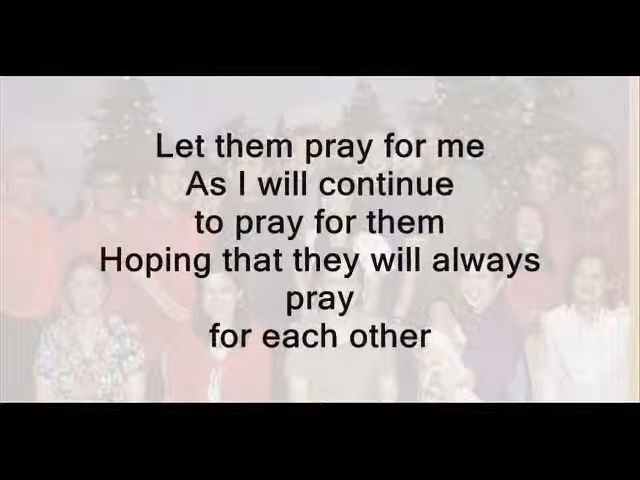 Let them pray for me
As I will continue
to pray for them
Hoping that they will always
pray
for each other